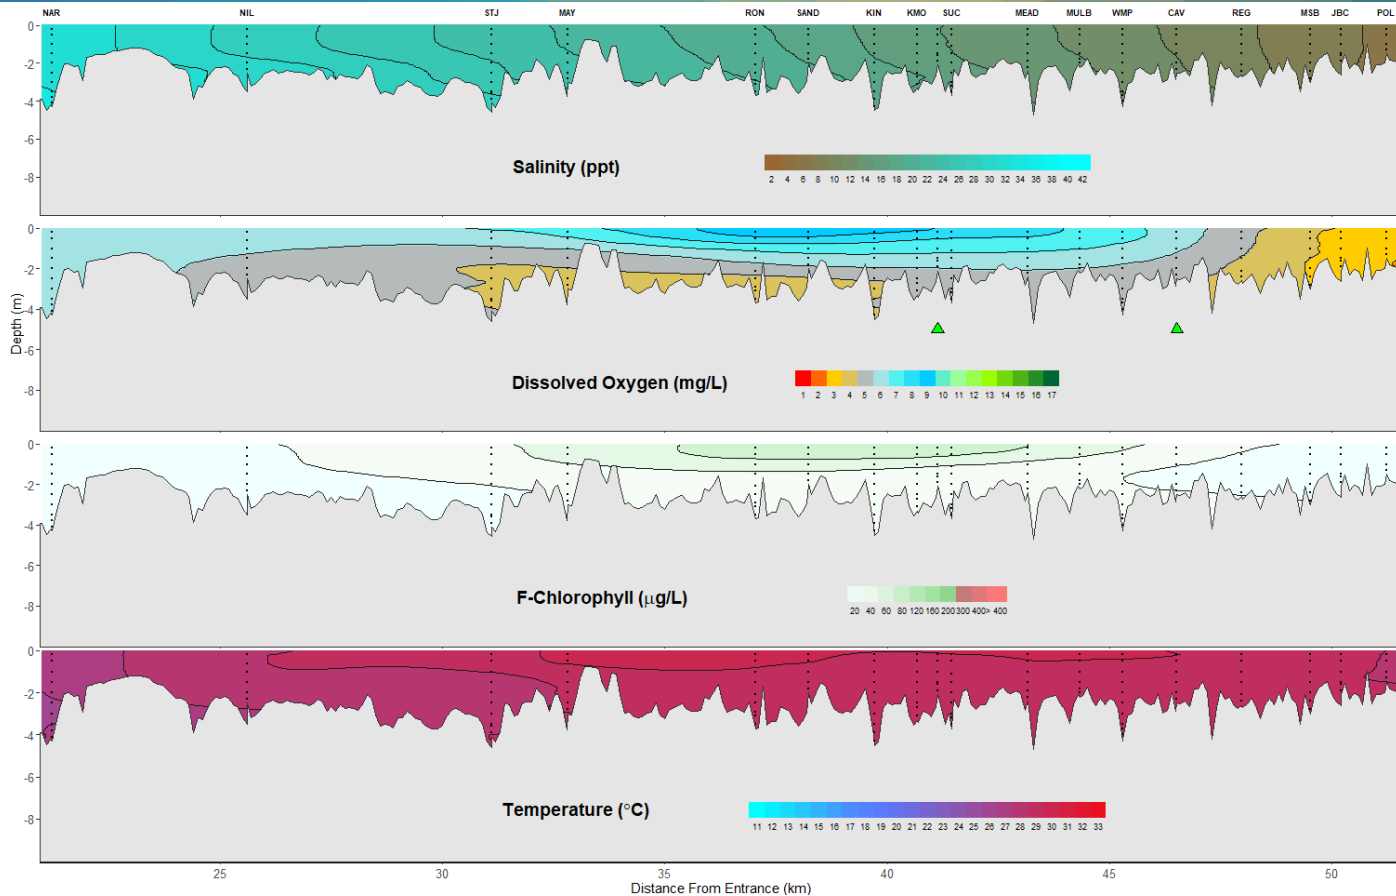 NAR NIL STJ MAY RON SAND KIN KMO SUC MEAD MULB WMP CAV REG MSB JBC POL
0
-2
-4
-6
-8
Salinity (ppt)
2 4 6 8 10 12 14 16 18 20 22 24 26 28 30 32 34 36 38 40 42
0
-2
-4
-6
-8
Depth (m)
Dissolved Oxygen (mg/L)
1 2 3 4 5 6 7 8 9 10 11 12 13 14 15 16 17
0
-2
-4
-6
-8
F-Chlorophyll (µg/L)
20 40 60 80 120 160 200 300 400 > 400
0
-2
-4
-6
-8
Temperature (°C)
11 12 13 14 15 16 17 18 19 20 21 22 23 24 25 26 27 28 29 30 31 32 33
25 30 35 40 45 50
Distance From Entrance (km)